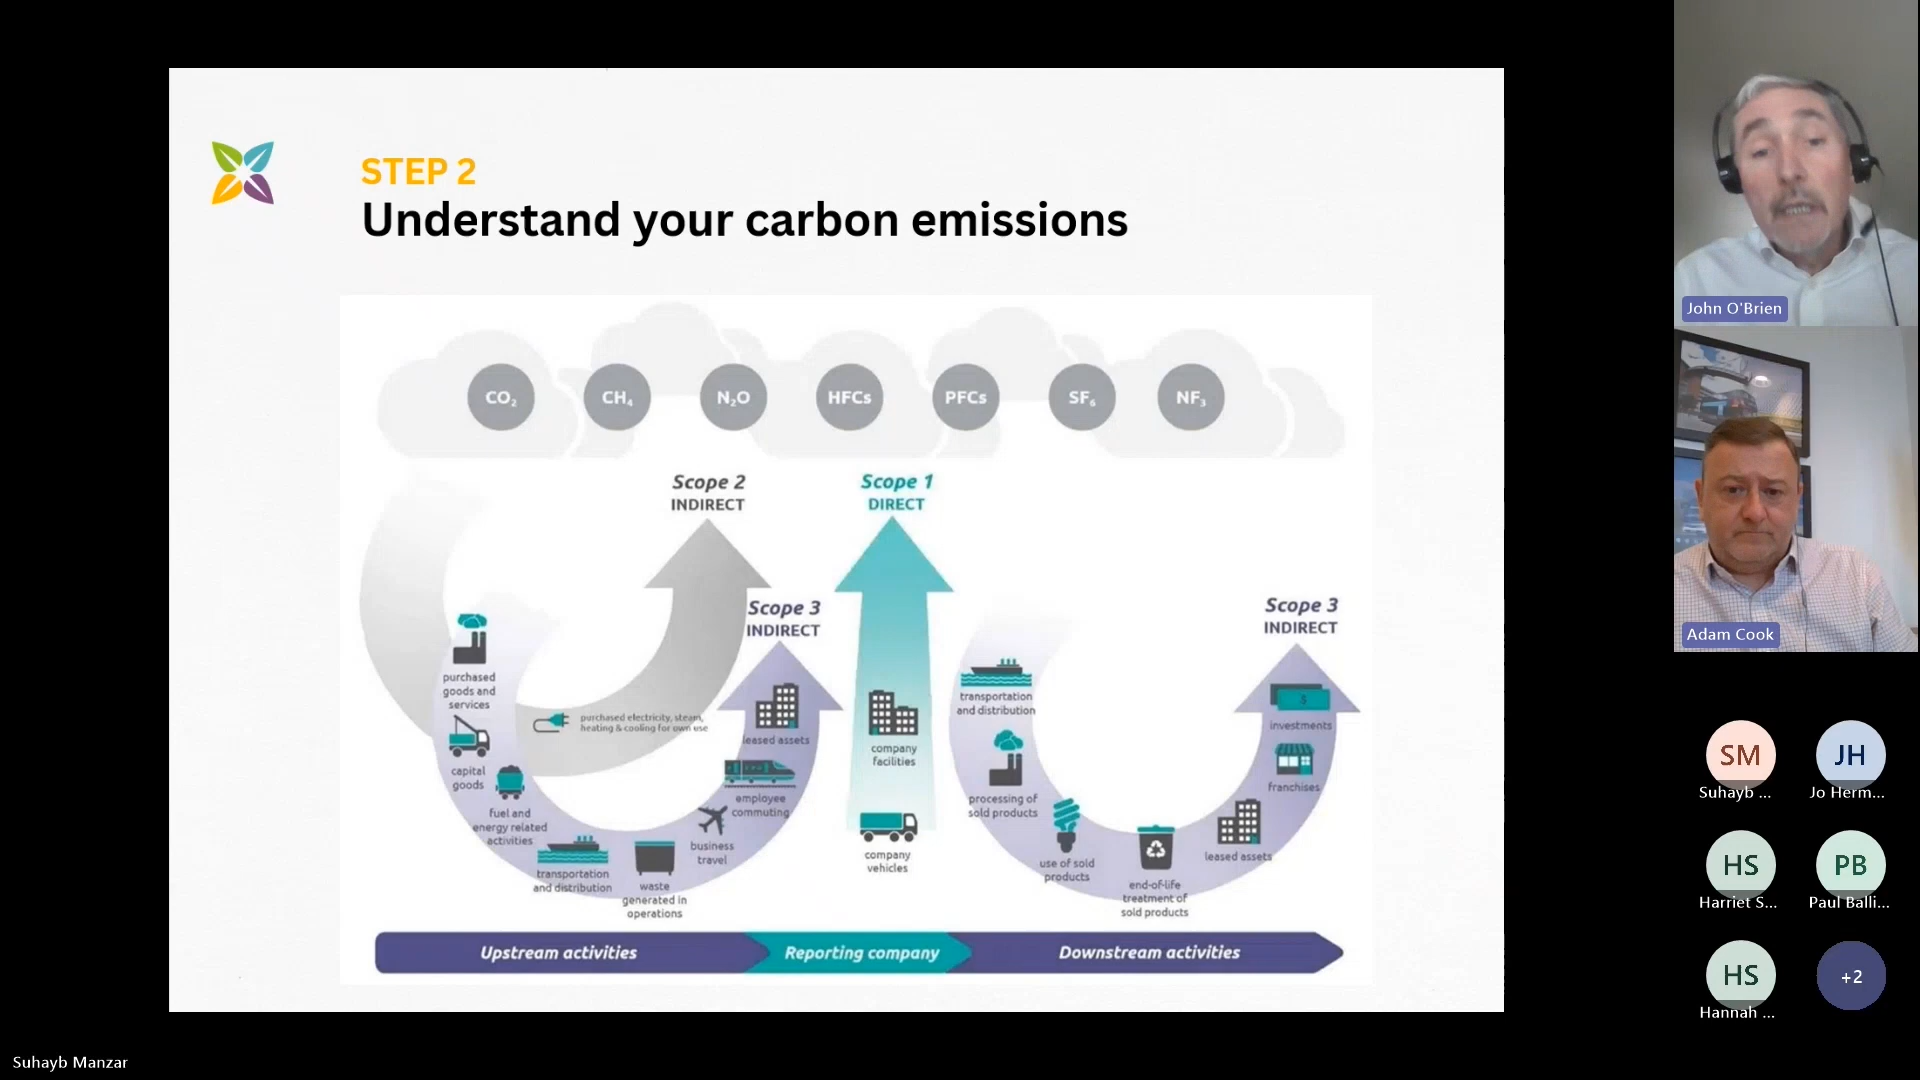 STEP 2
Understand your carbon emissions
CO₂
CH₄
N₂O
HFCs
PFCs
SF₆
NF₃
Scope 2
INDIRECT
Scope 1
DIRECT
Scope 3
INDIRECT
Scope 3
INDIRECT
purchased
goods and
services
capital
goods
fuel and
energy related
activities
purchased electricity, steam,
heating & cooling for own use
transportation
and distribution
waste
generated in
operations
business
travel
employee
commuting
leased assets
company
facilities
company
vehicles
transportation
and distribution
processing of
sold products
use of sold
products
end-of-life
treatment of
sold products
leased assets
franchises
investments
$
Upstream activities
Reporting company
Downstream activities
John O'Brien
Adam Cook
SM
Suhayb ...
JH
Jo Herm...
HS
Harriet S...
PB
Paul Balli...
HS
Hannah ...
+2
Suhayb Manzar